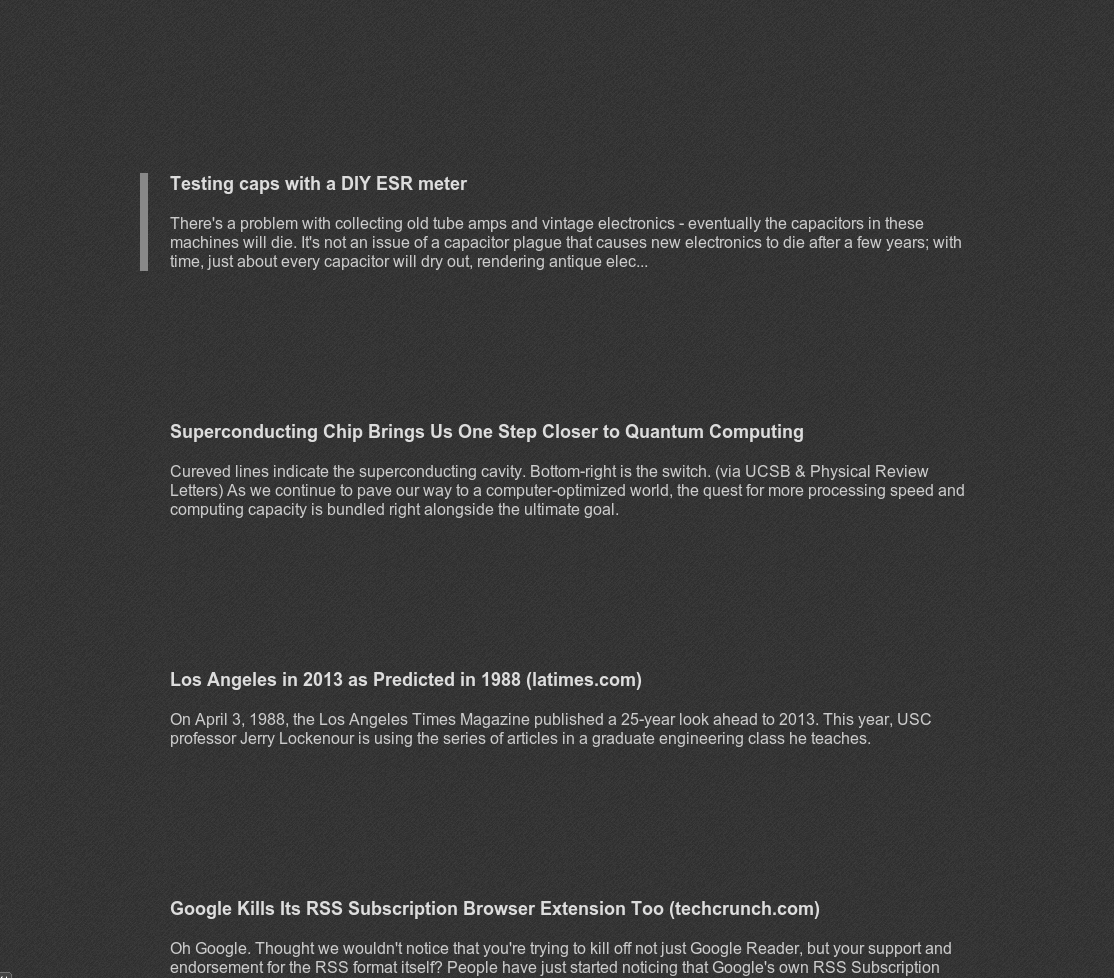 Testing caps with a DIY ESR meter
There's a problem with collecting old tube amps and vintage electronics - eventually the capacitors in these
machines will die. It's not an issue of a capacitor plague that causes new electronics to die after a few years; with
time, just about every capacitor will dry out, rendering antique elec...
Superconducting Chip Brings Us One Step Closer to Quantum Computing
Cureved lines indicate the superconducting cavity. Bottom-right is the switch. (via UCSB & Physical Review
Letters) As we continue to pave our way to a computer-optimized world, the quest for more processing speed and
computing capacity is bundled right alongside the ultimate goal.
Los Angeles in 2013 as Predicted in 1988 (latimes.com)
On April 3, 1988, the Los Angeles Times Magazine published a 25-year look ahead to 2013. This year, USC
professor Jerry Lockenour is using the series of articles in a graduate engineering class he teaches.
Google Kills Its RSS Subscription Browser Extension Too (techcrunch.com)
Oh Google. Thought we wouldn't notice that you're trying to kill off not just Google Reader, but your support and
endorsement for the RSS format itself? People have just started noticing that Google's own RSS Subscription